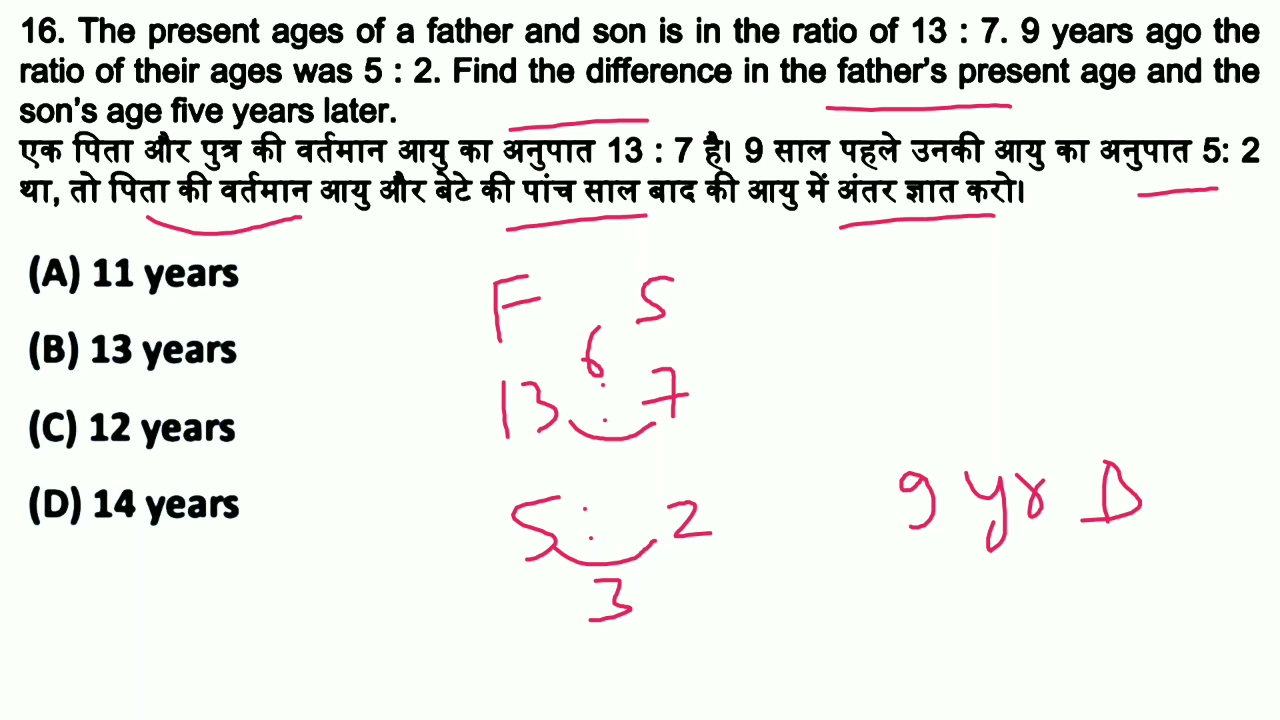 16. The present ages of a father and son is in the ratio of 13 : 7. 9 years ago the
ratio of their ages was 5 : 2. Find the difference in the father's present age and the
son's age five years later.
एक पिता और पुत्र की वर्तमान आयु का अनुपात 13 : 7 है। 9 साल पहले उनकी आयु का अनुपात 5: 2
था, तो पिता की वर्तमान आयु और बेटे की पांच साल बाद की आयु में अंतर ज्ञात करो।
(A) 11 years
(B) 13 years
(C) 12 years
(D) 14 years
F S
6
13 : 7
5 : 2
3
9 yr D